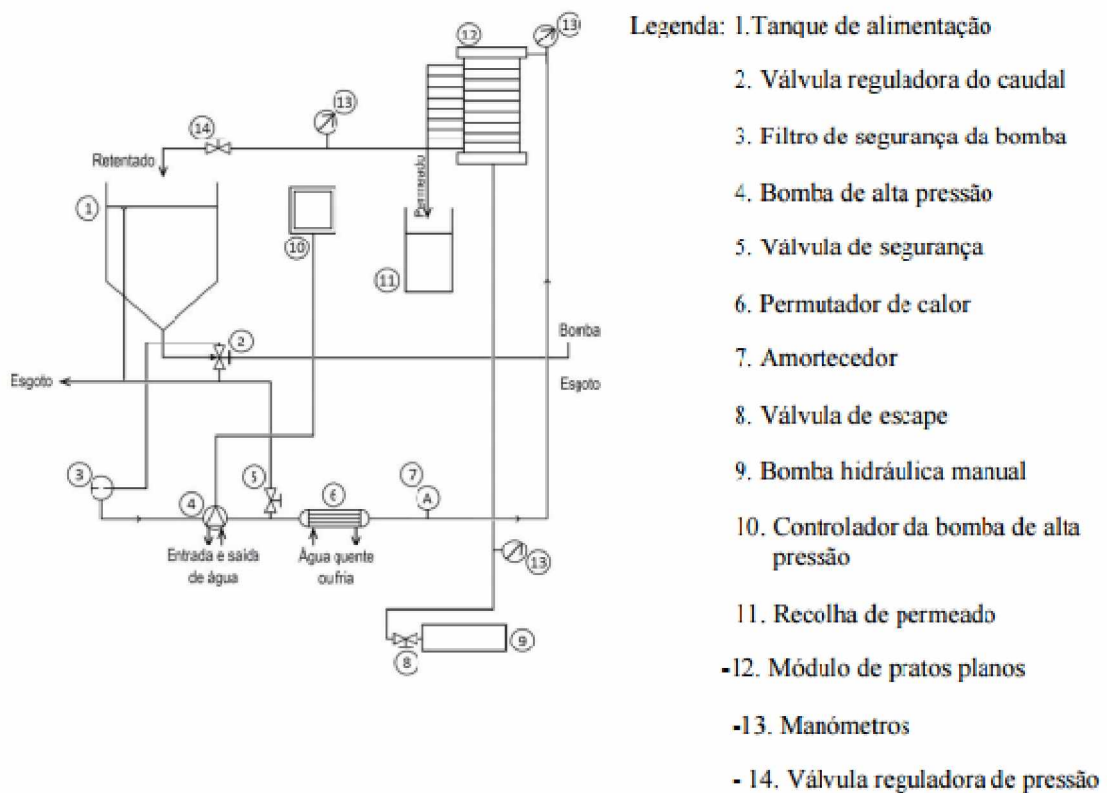 Legenda: 1.Tanque de alimentação
2. Válvula reguladora do caudal
3. Filtro de segurança da bomba
4. Bomba de alta pressão
5. Válvula de segurança
6. Permutador de calor
7. Amortecedor
8. Válvula de escape
9. Bomba hidráulica manual
10. Controlador da bomba de alta
pressão
11. Recolha de permeado
-12. Módulo de pratos planos
-13. Manómetros
- 14. Válvula reguladora de pressão
12
13
13
14
Retentado
Permeado
1
10
11
2
Bomba
Esgoto
Esgoto
3
4
5
6
7
A
Entrada e saída
de água
Água quente
ou fria
13
8
9